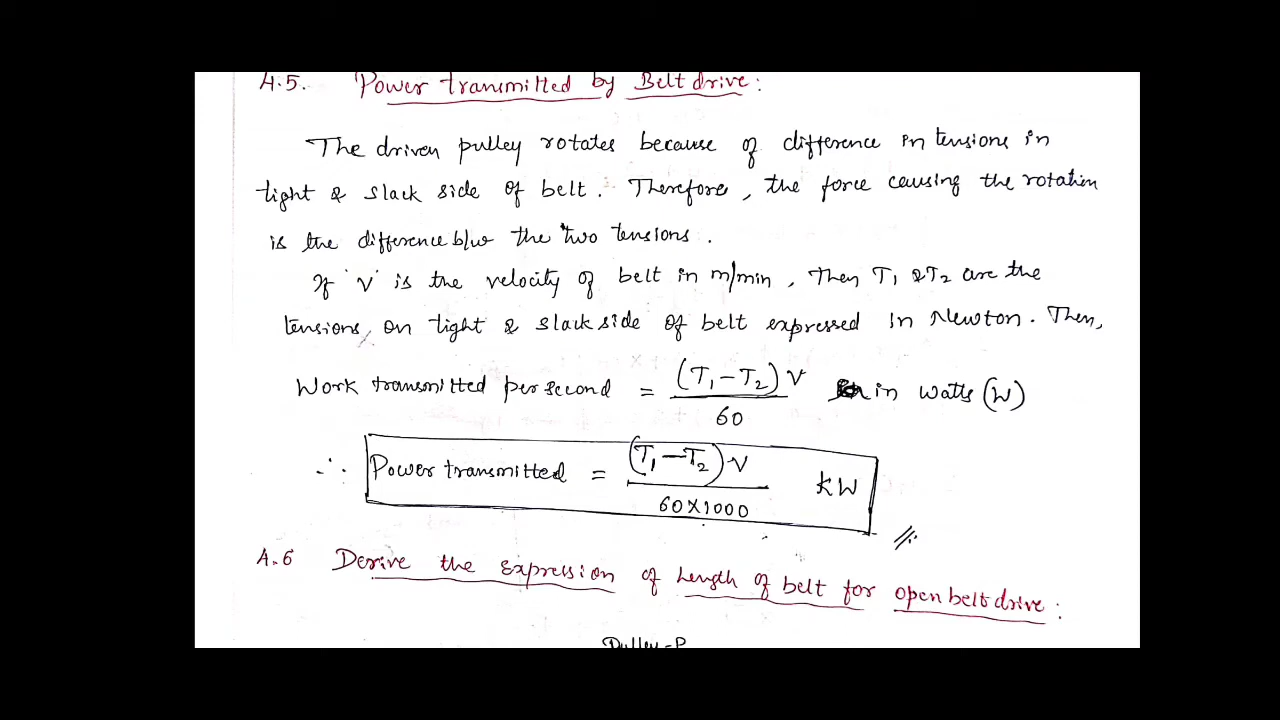 A.5. Power transmitted by Belt drive:
The driven pulley rotates because of difference in tensions in
tight & slack side of belt. Therefore, the force causing the rotation
is the difference b/w the two tensions.
If 'V' is the velocity of belt in m/min, Then T₁ & T₂ are the
tensions on tight & slack side of belt expressed in Newton. Then,
Work transmitted per second = (T₁ - T₂) V / 60 in watts (W)
∴ Power transmitted = (T₁ - T₂) V / 60×1000 kW
A.6 Derive the expression of length of belt for open belt drive:
Pulley-P